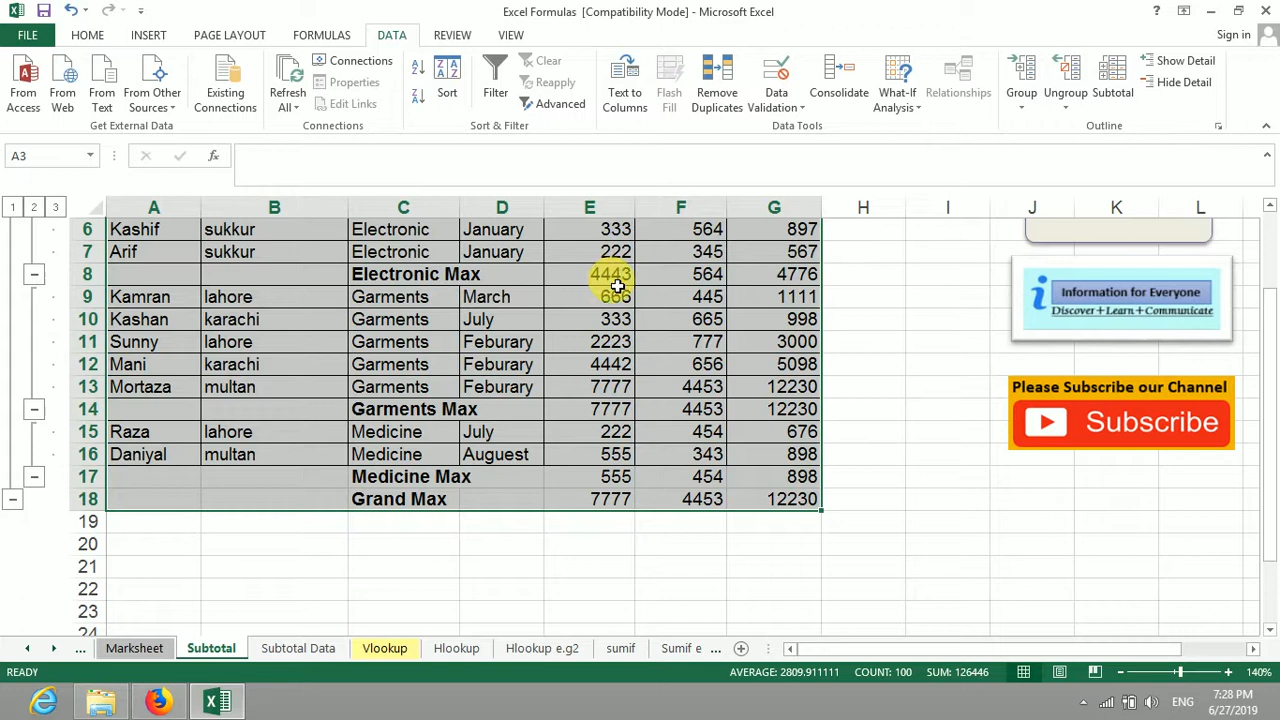 Excel Formulas [Compatibility Mode] - Microsoft Excel
FILE HOME INSERT PAGE LAYOUT FORMULAS DATA REVIEW VIEW Sign in
From Access
From Web
From Text
From Other Sources
Existing Connections
Get External Data
Refresh All
Connections
Properties
Edit Links
Connections
Sort
Filter
Clear
Reapply
Advanced
Sort & Filter
Text to Columns
Flash Fill
Remove Duplicates
Data Validation
Consolidate
What-If Analysis
Relationships
Data Tools
Group
Ungroup
Subtotal
Show Detail
Hide Detail
Outline
A3 fx
1 2 3 A B C D E F G H I J K L
6 Kashif sukkur Electronic January 333 564 897
7 Arif sukkur Electronic January 222 345 567
8 Electronic Max 4443 564 4776
9 Kamran lahore Garments March 666 445 1111
10 Kashan karachi Garments July 333 665 998
11 Sunny lahore Garments Feburary 2223 777 3000
12 Mani karachi Garments Feburary 4442 656 5098
13 Mortaza multan Garments Feburary 7777 4453 12230
14 Garments Max 7777 4453 12230
15 Raza lahore Medicine July 222 454 676
16 Daniyal multan Medicine Auguest 555 343 898
17 Medicine Max 555 454 898
18 Grand Max 7777 4453 12230
19
20
21
22
23
24
i Information for Everyone
Discover+Learn+Communicate
Please Subscribe our Channel
Subscribe
... Marksheet Subtotal Subtotal Data Vlookup Hlookup Hlookup e.g2 sumif Sumif e ...
READY AVERAGE: 2809.911111 COUNT: 100 SUM: 126446 140%
ENG
7:28 PM
6/27/2019